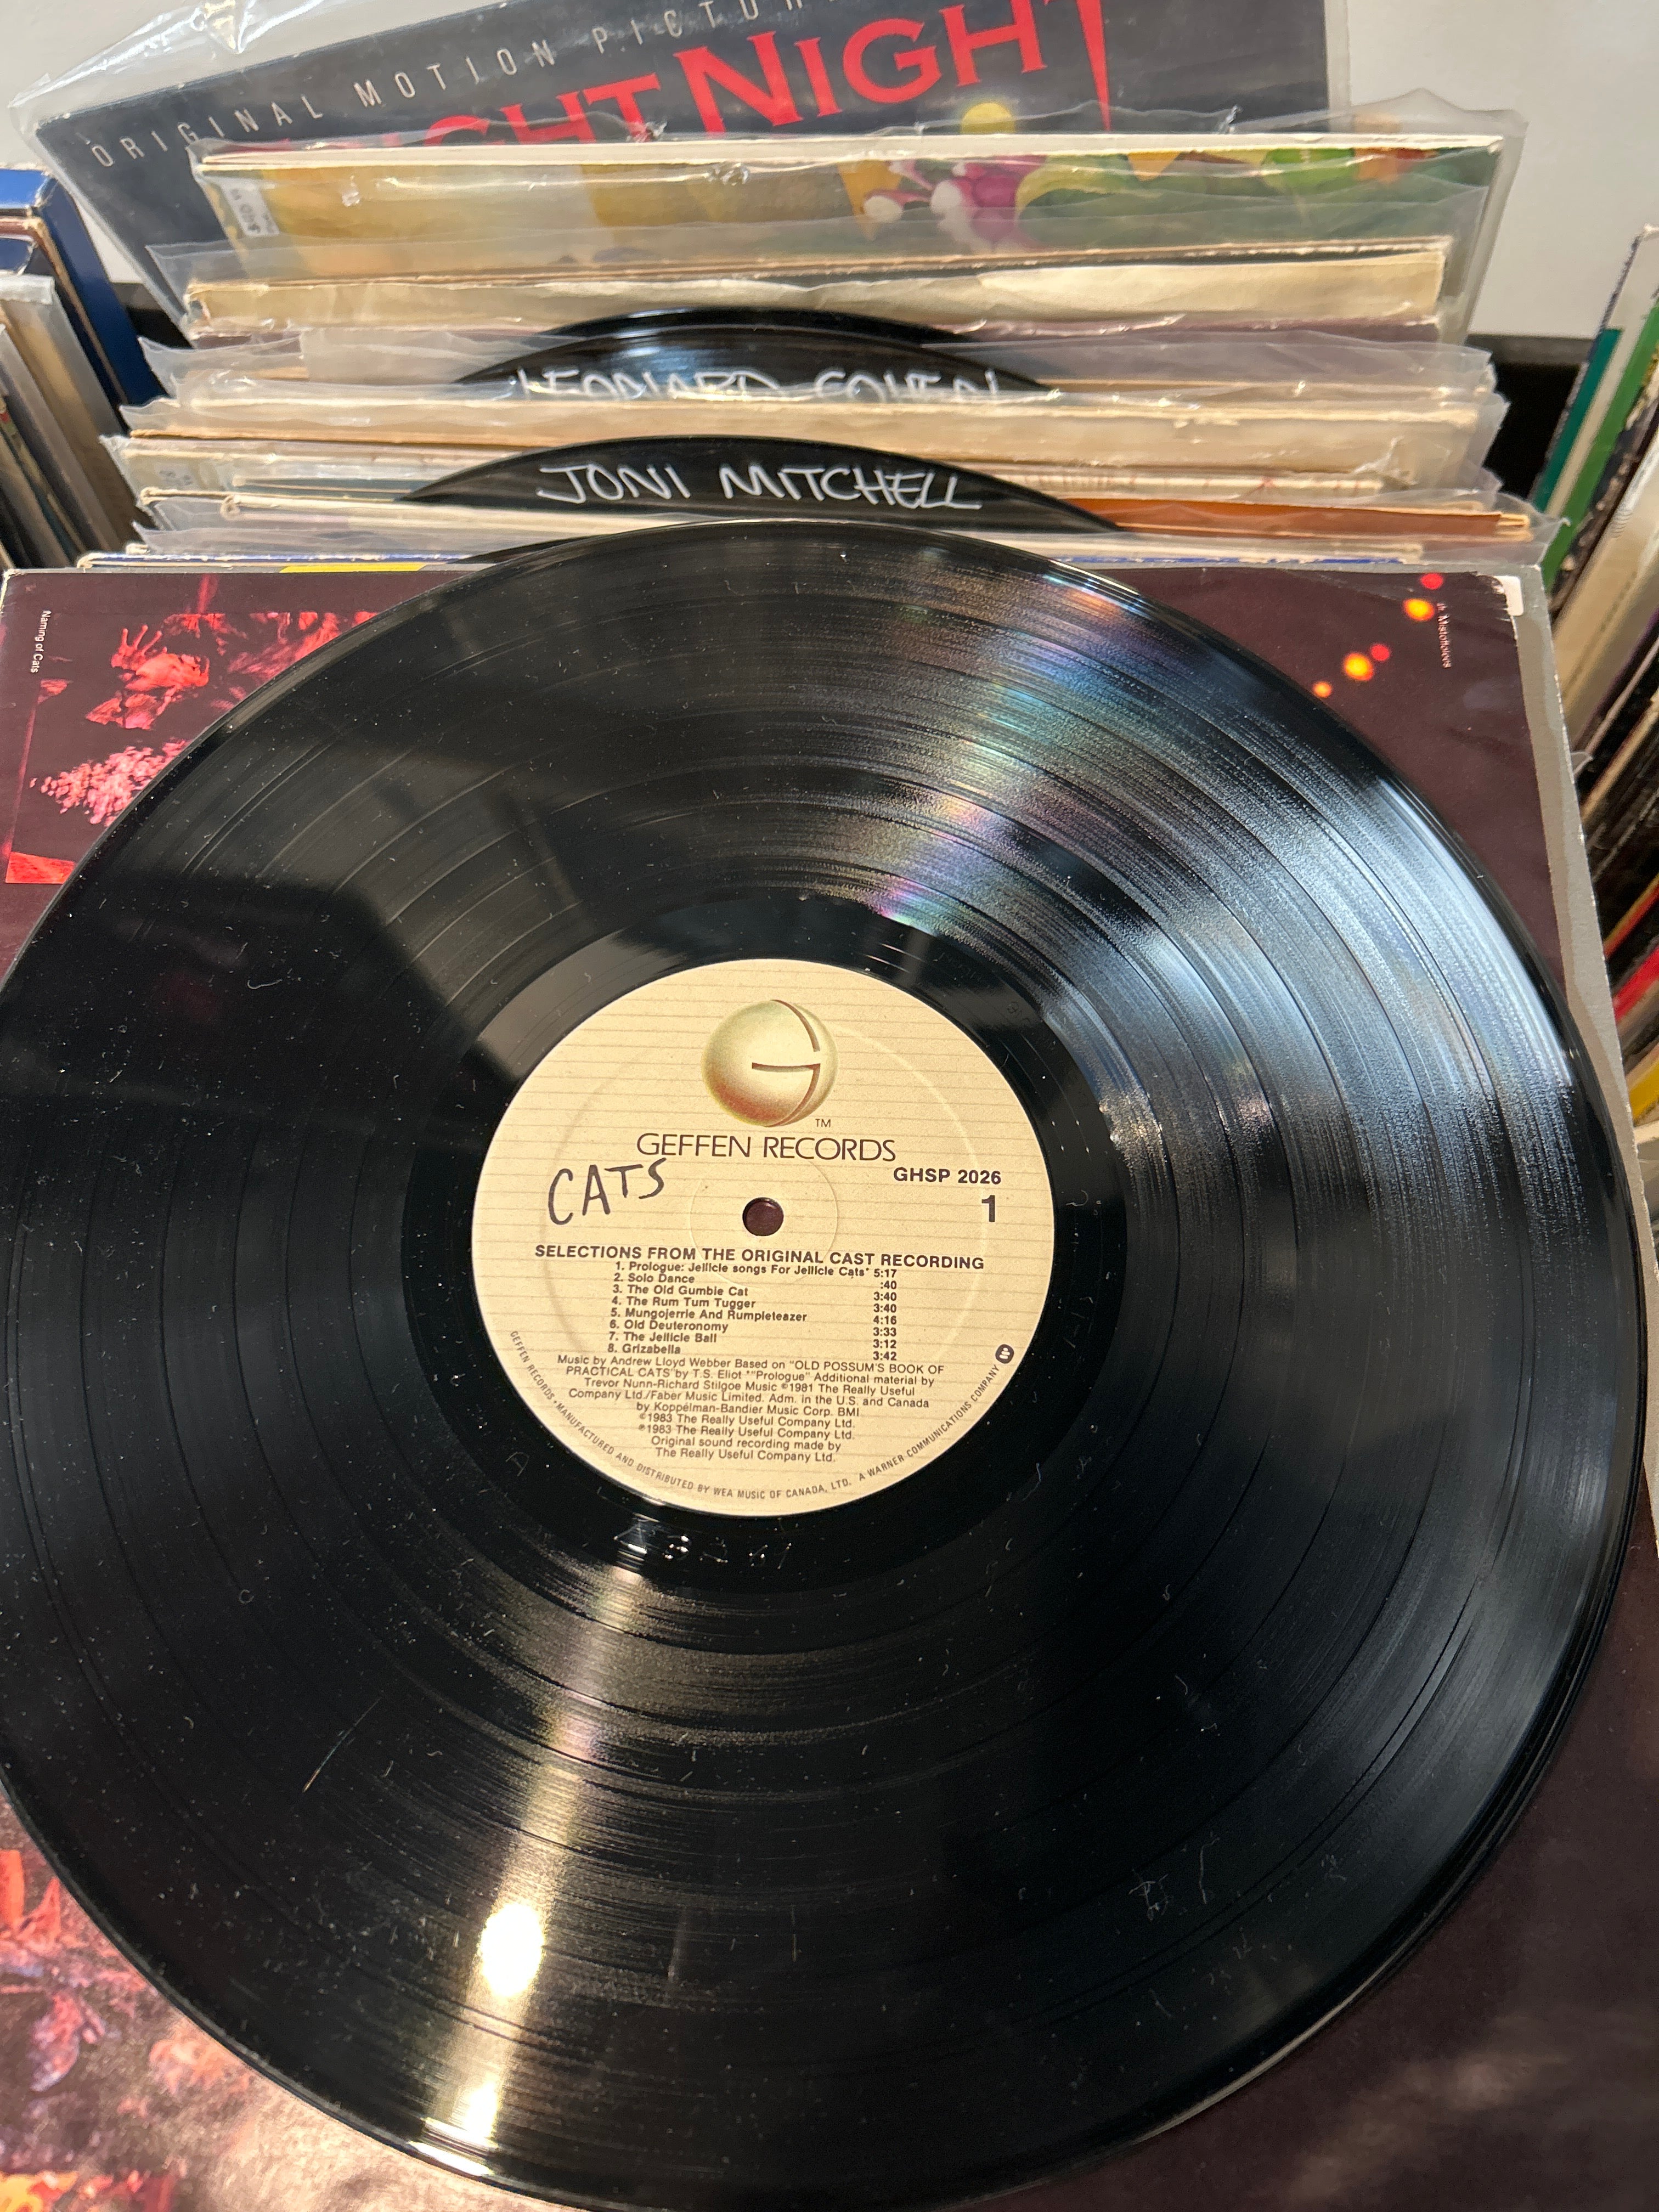 ORIGINAL MOTION
NIGHT
LEONARD COHEN
JONI MITCHELL
Naming of Cats
Mistoffolees
TM
GEFFEN RECORDS
CATS
GHSP 2026
1
SELECTIONS FROM THE ORIGINAL CAST RECORDING
1. Prologue: Jellicle songs For Jellicle Cats* 5:17
2. Solo Dance :40
3. The Old Gumbie Cat 3:40
4. The Rum Tum Tugger 3:40
5. Mungojerrie And Rumpleteazer 4:16
6. Old Deuteronomy 3:33
7. The Jellicle Ball 3:12
8. Grizabella 3:42
Music by Andrew Lloyd Webber Based on "OLD POSSUM'S BOOK OF
PRACTICAL CATS by T.S. Eliot *"Prologue" Additional material by
Trevor Nunn-Richard Stilgoe Music ©1981 The Really Useful
Company Ltd./Faber Music Limited. Adm. in the U.S. and Canada
by Koppelman-Bandier Music Corp. BMI
©1983 The Really Useful Company Ltd.
℗1983 The Really Useful Company Ltd.
Original sound recording made by
The Really Useful Company Ltd.
GEFFEN RECORDS • MANUFACTURED AND DISTRIBUTED BY WEA MUSIC OF CANADA, LTD. A WARNER COMMUNICATIONS COMPANY